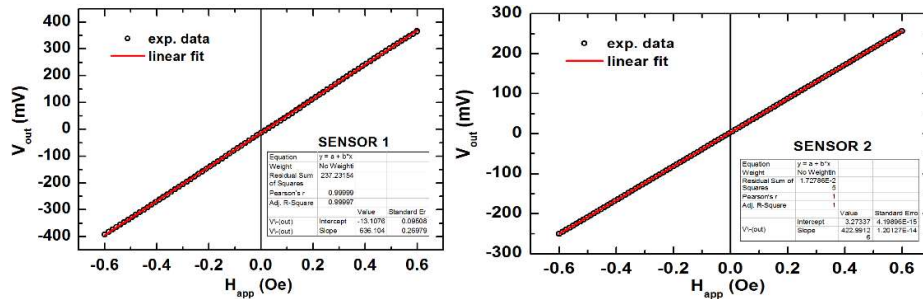 400
300
200
100
0
-100
-200
-300
-400
V_out (mV)
exp. data
linear fit
SENSOR 1
Equation y = a + b*x
Weight No Weighti
Residual Sum of Squares 237.23154
Pearson's r 0.99999
Adj. R-Square 0.99997
Value Standard Er
V\-(out) Intercept -13.1076 0.09508
V\-(out) Slope 636.104 0.26979
-0.6 -0.4 -0.2 0.0 0.2 0.4 0.6
H_app (Oe)
300
200
100
0
-100
-200
-300
V_out (mV)
exp. data
linear fit
SENSOR 2
Equation y = a + b*x
Weight No Weightin
Residual Sum of Squares 1.72786E-2
Pearson's r 1
Adj. R-Square 1
Value Standard Erro
V\-(out) Intercept 3.27337 4.19895E-15
V\-(out) Slope 422.9912 1.20127E-14
6
-0.6 -0.4 -0.2 0.0 0.2 0.4 0.6
H_app (Oe)